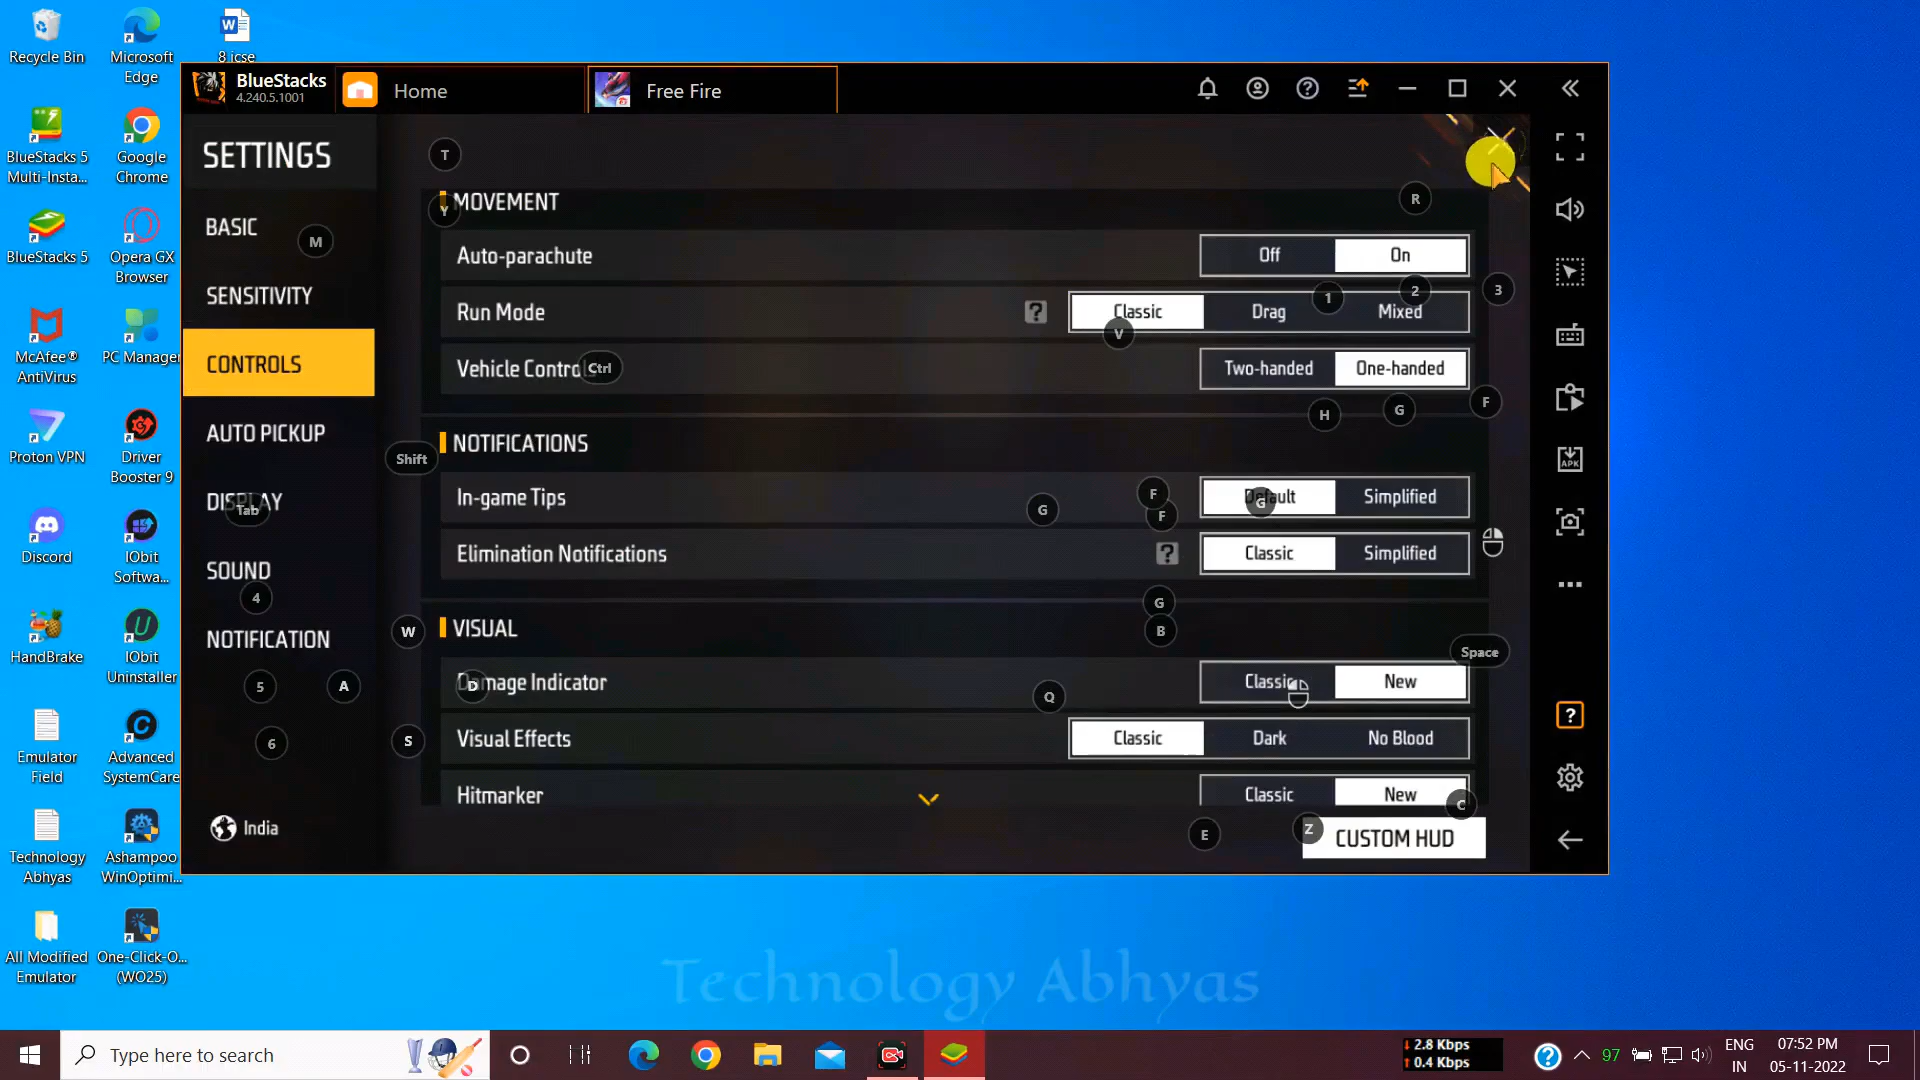 Recycle Bin
Microsoft
Edge
8 icse
BlueStacks 5
Multi-Insta...
Google
Chrome
BlueStacks 5
Opera GX
Browser
McAfee®
AntiVirus
PC Manager
Proton VPN
Driver
Booster 9
Discord
IObit
Softwa...
HandBrake
IObit
Uninstaller
Emulator
Field
Advanced
SystemCare
Technology
Abhyas
Ashampoo
WinOptimi...
All Modified
Emulator
One-Click-O...
(WO25)
BlueStacks
4.240.5.1001
Home
Free Fire
SETTINGS
BASIC
SENSITIVITY
CONTROLS
AUTO PICKUP
DISPLAY
SOUND
NOTIFICATION
India
M
Tab
4
5
A
6
T
Y
MOVEMENT
R
Auto-parachute
Off
On
Run Mode
?
Classic
Drag
Mixed
1
2
3
V
Vehicle Controls
Ctrl
Two-handed
One-handed
H
G
F
Shift
NOTIFICATIONS
In-game Tips
G
F
F
Default
G
Simplified
Elimination Notifications
?
Classic
Simplified
W
VISUAL
G
B
Space
Damage Indicator
D
Q
Classic
New
S
Visual Effects
Classic
Dark
No Blood
Hitmarker
Classic
New
C
E
Z
CUSTOM HUD
APK
?
Technology Abhyas
Type here to search
2.8 Kbps
0.4 Kbps
?
97
ENG
IN
07:52 PM
05-11-2022